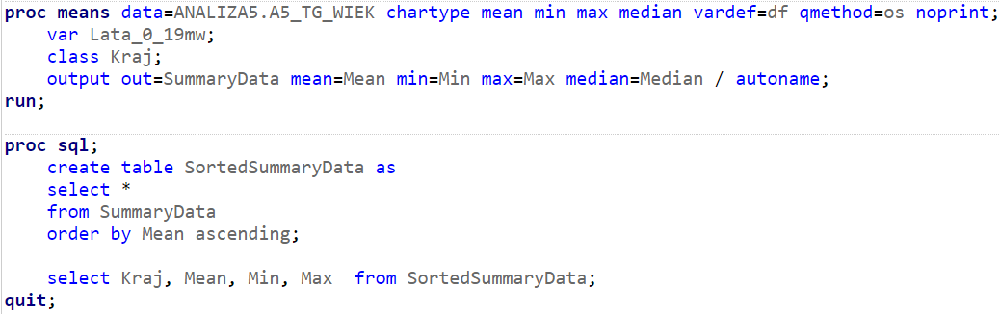 proc means data=ANALIZA5.A5_TG_WIEK chartype mean min max median vardef=df qmethod=os noprint;
    var Lata_0_19mw;
    class Kraj;
    output out=SummaryData mean=Mean min=Min max=Max median=Median / autoname;
run;

proc sql;
    create table SortedSummaryData as
    select *
    from SummaryData
    order by Mean ascending;

    select Kraj, Mean, Min, Max  from SortedSummaryData;
quit;